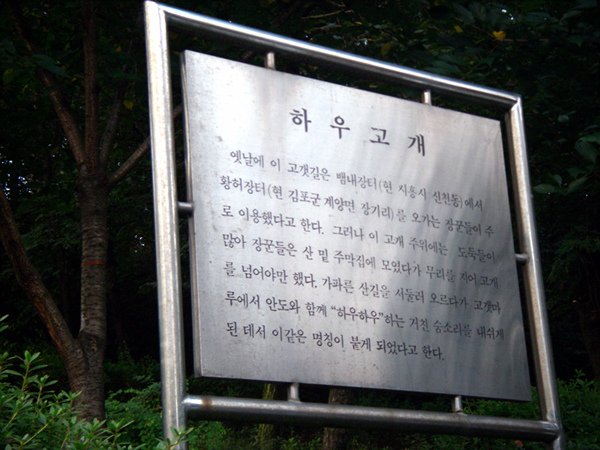 하우고개
옛날에 이 고갯길은 뱀내장터(현 시흥시 신천동)에서
황허장터(현 김포군 계양면 장기리)를 오가는 장꾼들이 주
로 이용했다고 한다. 그러나 이 고개 주위에는 도둑들이
많아 장꾼들은 산 밑 주막집에 모였다가 무리를 지어 고개
를 넘어야만 했다. 가파른 산길을 서둘러 오르다가 고갯마
루에서 안도와 함께 "하우하우"하는 거친 숨소리를 내쉬게
된 데서 이같은 명칭이 붙게 되었다고 한다.